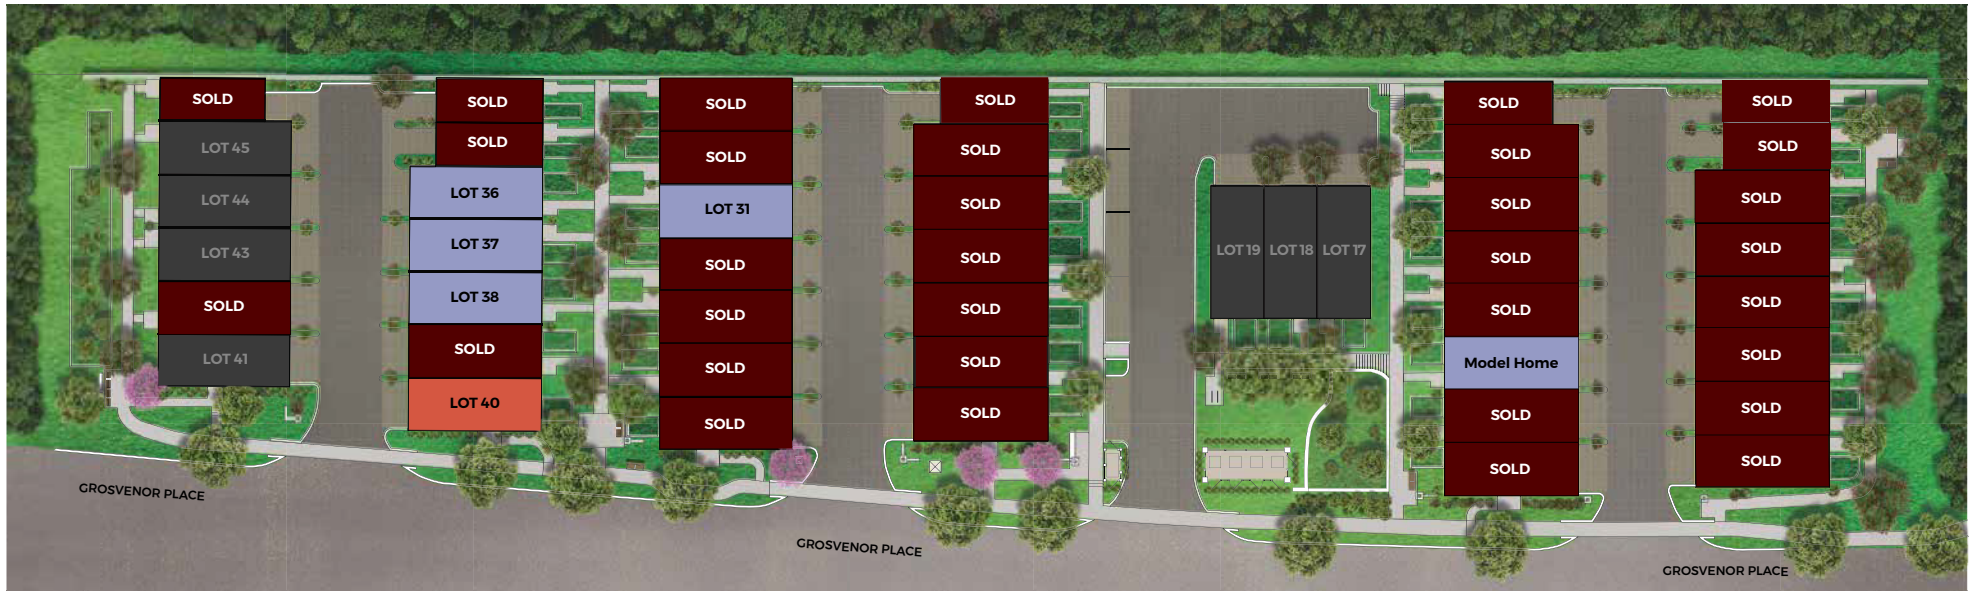 SOLD
LOT 45
LOT 44
LOT 43
SOLD
LOT 41
SOLD
SOLD
LOT 36
LOT 37
LOT 38
SOLD
LOT 40
SOLD
SOLD
LOT 31
SOLD
SOLD
SOLD
SOLD
SOLD
SOLD
SOLD
SOLD
SOLD
SOLD
SOLD
LOT 19
LOT 18
LOT 17
SOLD
SOLD
SOLD
SOLD
SOLD
Model Home
SOLD
SOLD
SOLD
SOLD
SOLD
SOLD
SOLD
SOLD
SOLD
SOLD
GROSVENOR PLACE
GROSVENOR PLACE
GROSVENOR PLACE